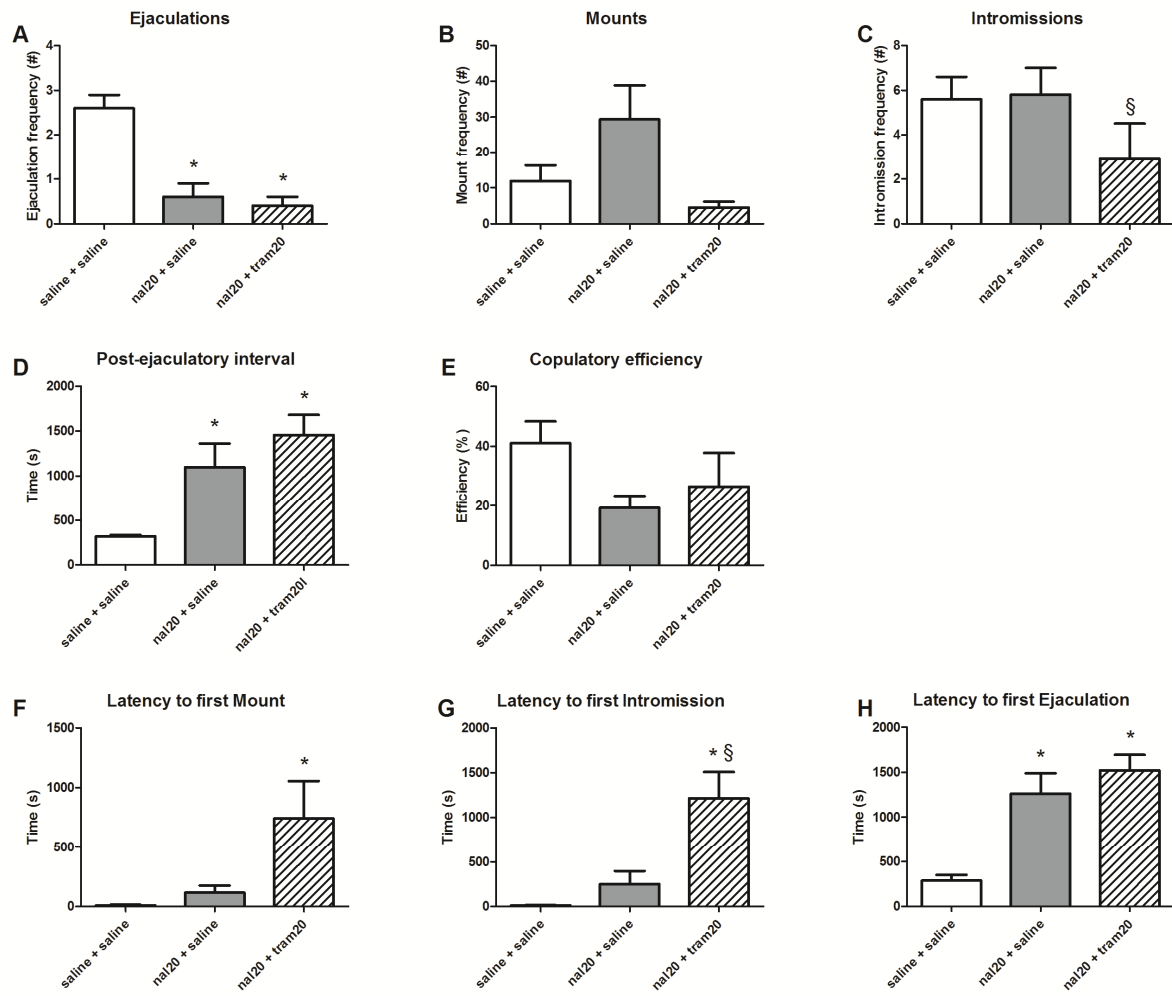 A
Ejaculations
Ejaculation frequency (#)
4
3
2
1
0
*
*
saline + saline
nal20 + saline
nal20 + tram20
B
Mounts
Mount frequency (#)
50
40
30
20
10
0
saline + saline
nal20 + saline
nal20 + tram20
C
Intromissions
Intromission frequency (#)
8
6
4
2
0
§
saline + saline
nal20 + saline
nal20 + tram20
D
Post-ejaculatory interval
Time (s)
2000
1500
1000
500
0
*
*
saline + saline
nal20 + saline
nal20 + tram20l
E
Copulatory efficiency
Efficiency (%)
60
40
20
0
saline + saline
nal20 + saline
nal20 + tram20
F
Latency to first Mount
Time (s)
1500
1000
500
0
*
saline + saline
nal20 + saline
nal20 + tram20
G
Latency to first Intromission
Time (s)
2000
1500
1000
500
0
* §
saline + saline
nal20 + saline
nal20 + tram20
H
Latency to first Ejaculation
Time (s)
2000
1500
1000
500
0
*
*
saline + saline
nal20 + saline
nal20 + tram20